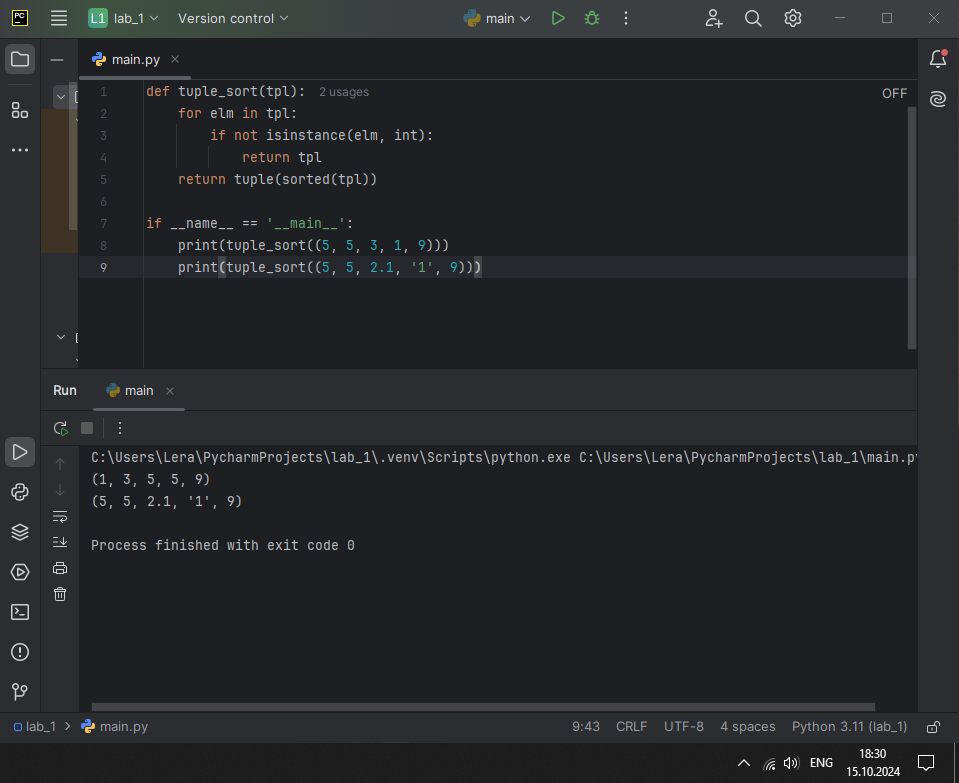 PC L1 lab_1 Version control main
main.py
1 def tuple_sort(tpl): 2 usages OFF
2 for elm in tpl:
3 if not isinstance(elm, int):
4 return tpl
5 return tuple(sorted(tpl))
6
7 if __name__ == '__main__':
8 print(tuple_sort((5, 5, 3, 1, 9)))
9 print(tuple_sort((5, 5, 2.1, '1', 9)))
Run main
C:\Users\Lera\PycharmProjects\lab_1\.venv\Scripts\python.exe C:\Users\Lera\PycharmProjects\lab_1\main.py
(1, 3, 5, 5, 9)
(5, 5, 2.1, '1', 9)
Process finished with exit code 0
lab_1 > main.py 9:43 CRLF UTF-8 4 spaces Python 3.11 (lab_1)
ENG 18:30
15.10.2024